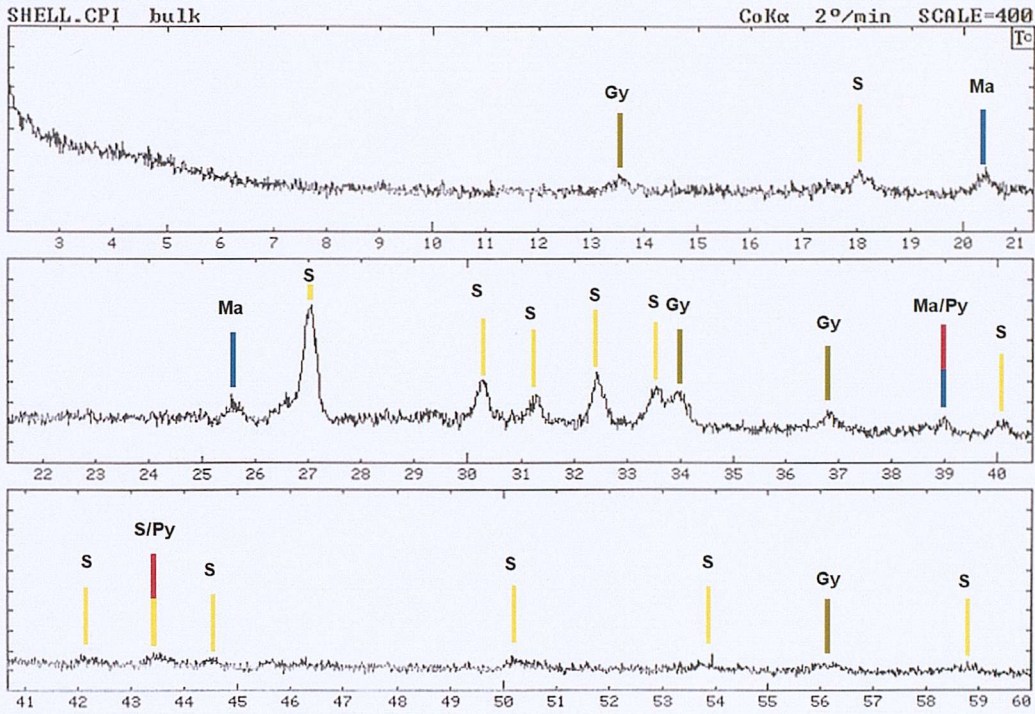 SHELL.CPI bulk CoKα 2º/min SCALE=400
Tc
Gy S Ma
3 4 5 6 7 8 9 10 11 12 13 14 15 16 17 18 19 20 21
Ma S S S S S Gy Gy Ma/Py S
22 23 24 25 26 27 28 29 30 31 32 33 34 35 36 37 38 39 40
S S/Py S S S Gy S
41 42 43 44 45 46 47 48 49 50 51 52 53 54 55 56 57 58 59 60